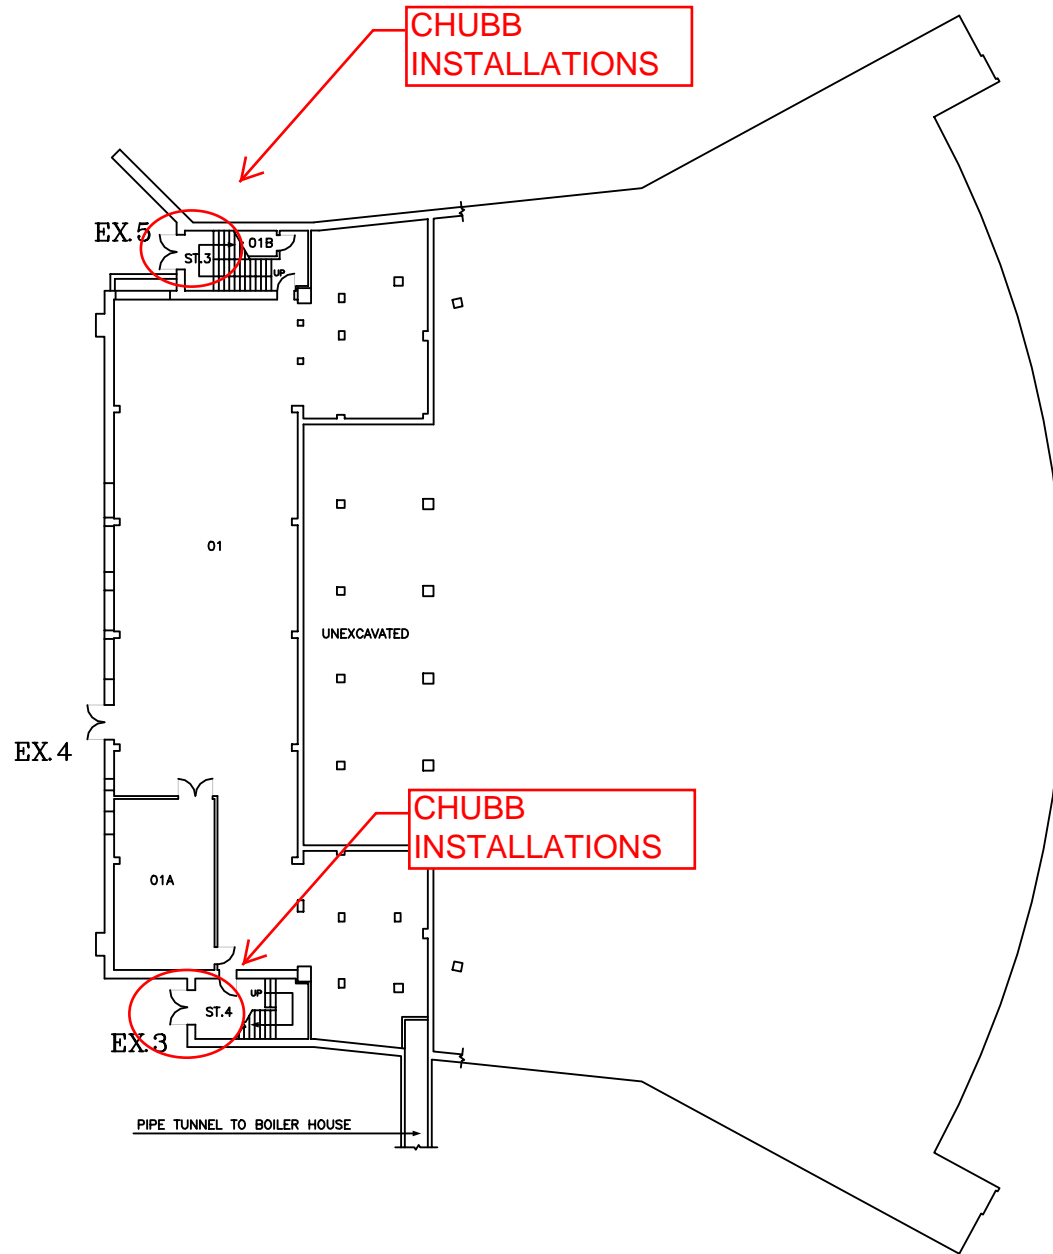 CHUBB
INSTALLATIONS
EX.5
01B
ST.3
UP
01
UNEXCAVATED
EX.4
CHUBB
INSTALLATIONS
01A
UP
ST.4
EX.3
PIPE TUNNEL TO BOILER HOUSE